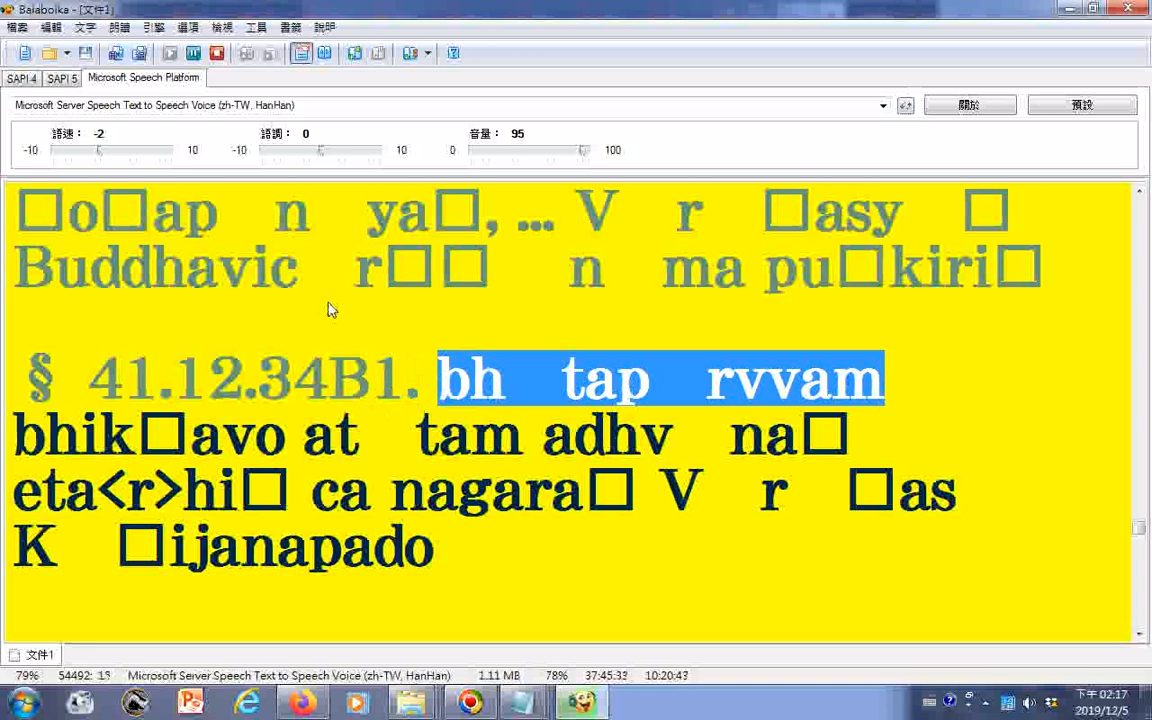 Balabolka - [文件1]
檔案 編輯 文字 朗讀 引擎 選項 檢視 工具 書籤 說明
SAPI 4 SAPI 5 Microsoft Speech Platform
Microsoft Server Speech Text to Speech Voice (zh-TW, HanHan) 關於 預設
語速： -2 語調： 0 音量： 95
-10 10 -10 10 0 100
□o□ap n ya□, ... V r □asy □
Buddhavic r□□ n ma pu□kiri□
§ 41.12.34B1. bh tap rvvam
bhik□avo at tam adhv na□
eta<r>hi□ ca nagara□ V r □as
K □ijanapado
文件1
79% 54492: 13 Microsoft Server Speech Text to Speech Voice (zh-TW, HanHan) 1.11 MB 78% 37:45:33 10:20:43
下午 02:17
2019/12/5